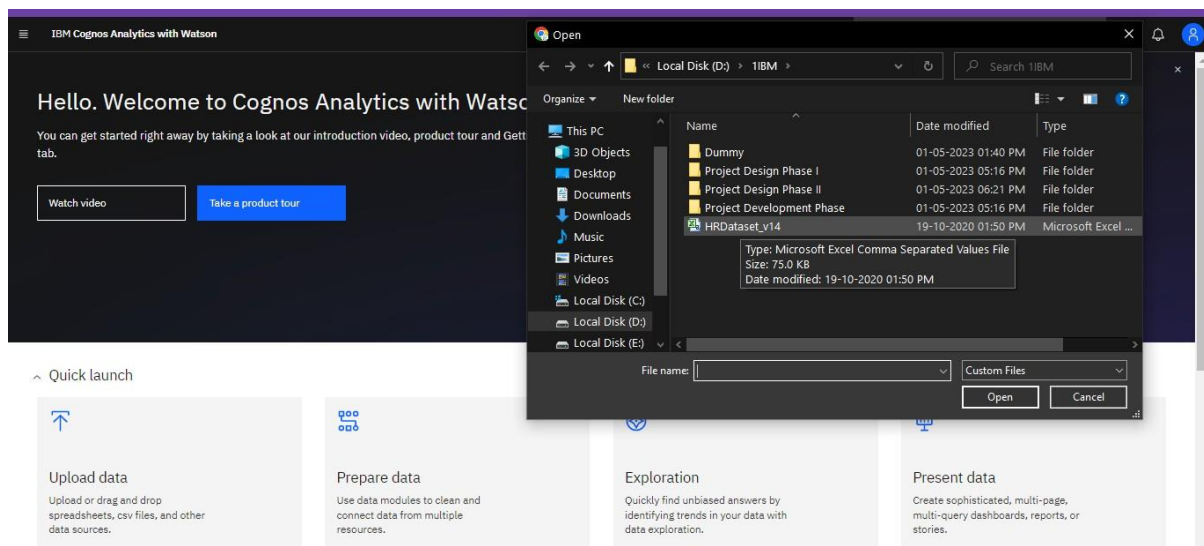 IBM Cognos Analytics with Watson
Hello. Welcome to Cognos Analytics with Watso
You can get started right away by taking a look at our introduction video, product tour and Gett
tab.
Watch video
Take a product tour
Open
Local Disk (D:) > 1IBM >
Search 1IBM
Organize
New folder
This PC
3D Objects
Desktop
Documents
Downloads
Music
Pictures
Videos
Local Disk (C:)
Local Disk (D:)
Local Disk (E:)
Name Date modified Type
Dummy 01-05-2023 01:40 PM File folder
Project Design Phase I 01-05-2023 05:16 PM File folder
Project Design Phase II 01-05-2023 06:21 PM File folder
Project Development Phase 01-05-2023 05:16 PM File folder
HRDataset_v14 19-10-2020 01:50 PM Microsoft Excel ...
Type: Microsoft Excel Comma Separated Values File
Size: 75.0 KB
Date modified: 19-10-2020 01:50 PM
File name:
Custom Files
Open
Cancel
Quick launch
Upload data
Upload or drag and drop
spreadsheets, csv files, and other
data sources.
Prepare data
Use data modules to clean and
connect data from multiple
resources.
Exploration
Quickly find unbiased answers by
identifying trends in your data with
data exploration.
Present data
Create sophisticated, multi-page,
multi-query dashboards, reports, or
stories.